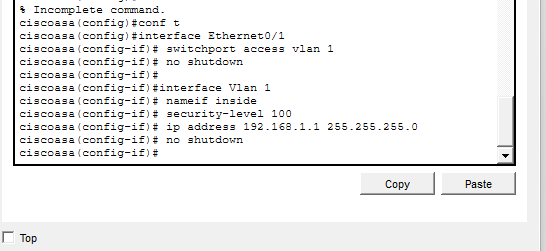 % Incomplete command.
ciscoasa(config)#conf t
ciscoasa(config)#interface Ethernet0/1
ciscoasa(config-if)# switchport access vlan 1
ciscoasa(config-if)# no shutdown
ciscoasa(config-if)#
ciscoasa(config-if)#interface Vlan 1
ciscoasa(config-if)# nameif inside
ciscoasa(config-if)# security-level 100
ciscoasa(config-if)# ip address 192.168.1.1 255.255.255.0
ciscoasa(config-if)# no shutdown
ciscoasa(config-if)#
Copy Paste
Top